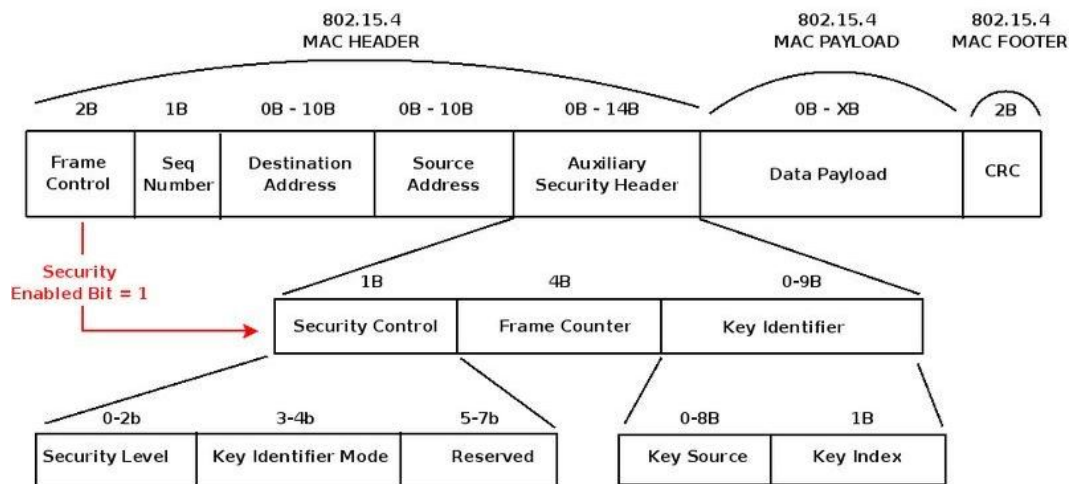 802.15.4
MAC HEADER
802.15.4
MAC PAYLOAD
802.15.4
MAC FOOTER
2B 1B 0B - 10B 0B - 10B 0B - 14B 0B - XB 2B
Frame
Control
Seq
Number
Destination
Address
Source
Address
Auxiliary
Security Header
Data Payload
CRC
Security
Enabled Bit = 1
1B 4B 0-9B
Security Control Frame Counter Key Identifier
0-2b 3-4b 5-7b
Security Level Key Identifier Mode Reserved
0-8B 1B
Key Source Key Index